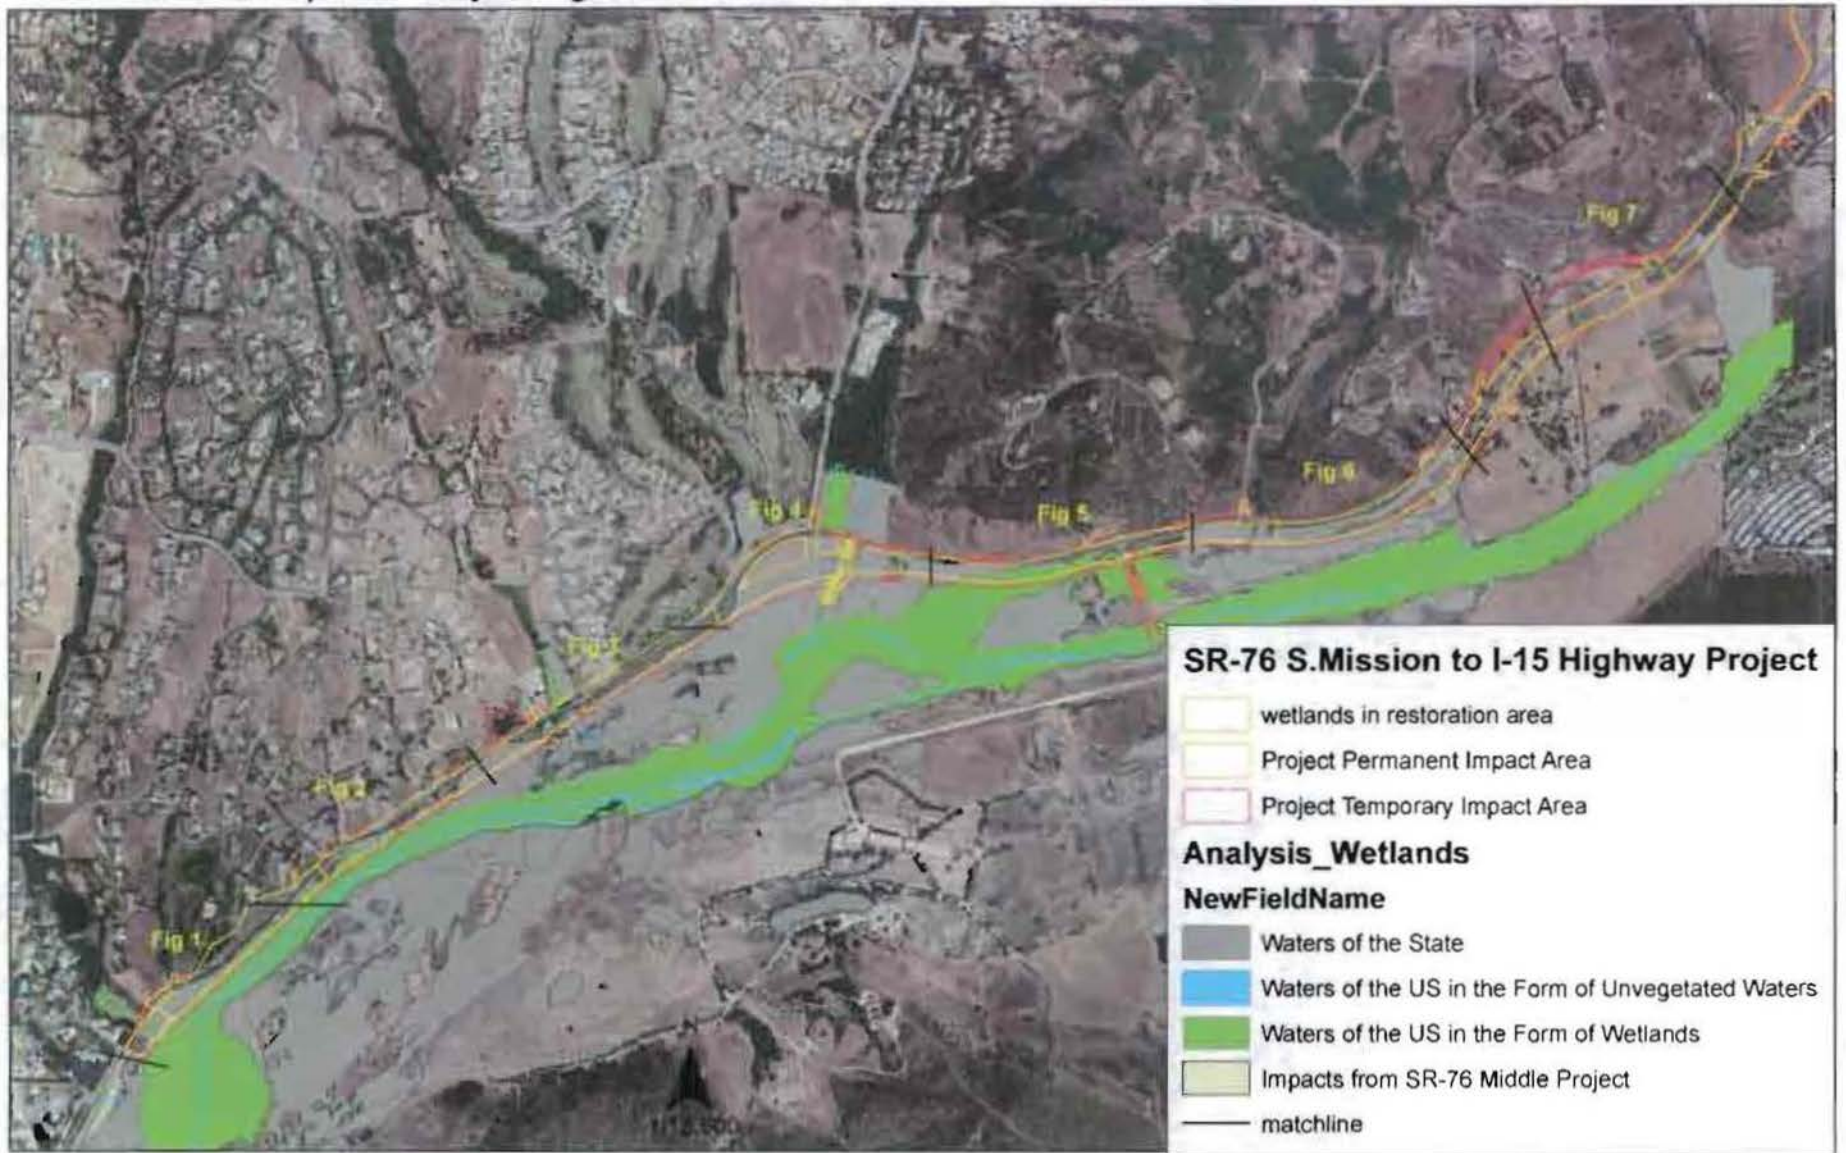 Fig 7
Fig 6
Fig 4
Fig 5
Fig 3
Fig 2
Fig 1
SR-76 S.Mission to I-15 Highway Project
wetlands in restoration area
Project Permanent Impact Area
Project Temporary Impact Area
Analysis_Wetlands
NewFieldName
Waters of the State
Waters of the US in the Form of Unvegetated Waters
Waters of the US in the Form of Wetlands
Impacts from SR-76 Middle Project
matchline